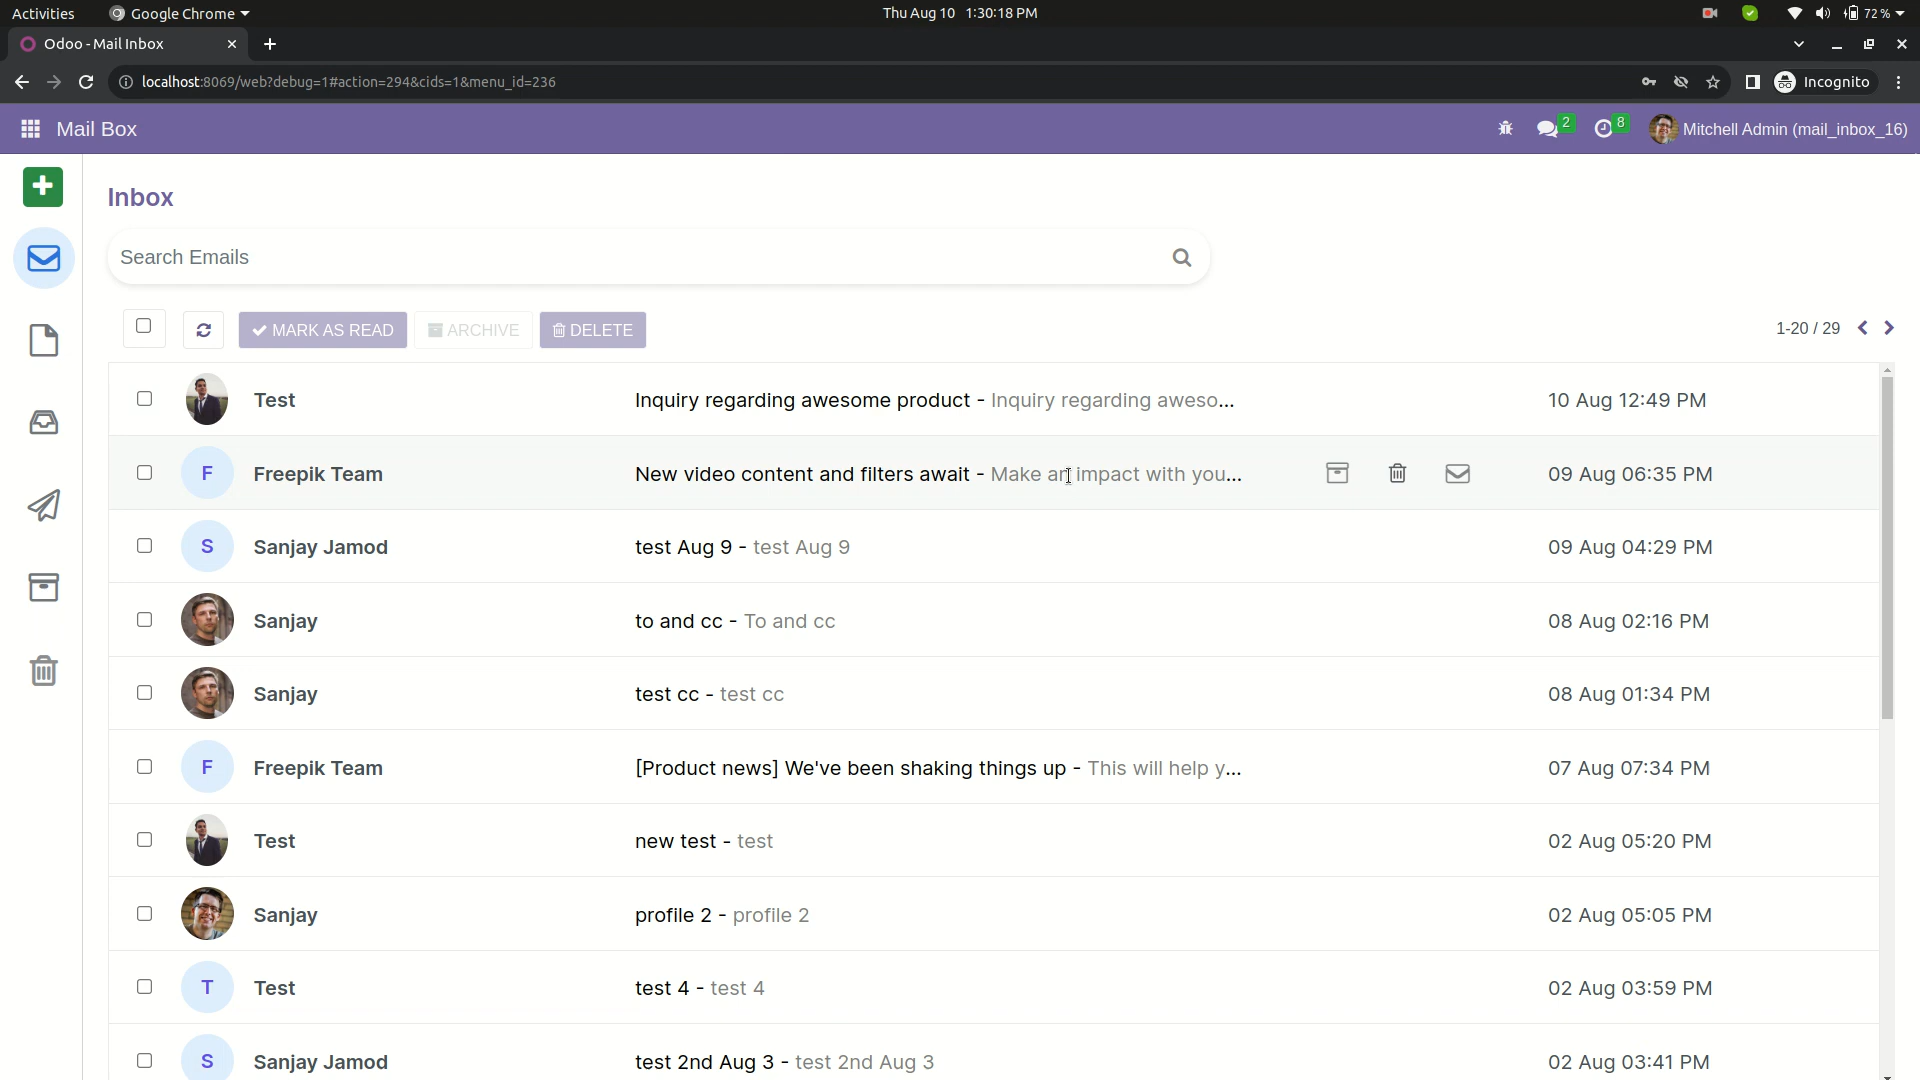 Activities Google Chrome Thu Aug 10 1:30:18 PM 72 %
Odoo - Mail Inbox
localhost:8069/web?debug=1#action=294&cids=1&menu_id=236 Incognito
Mail Box 2 8 Mitchell Admin (mail_inbox_16)
Inbox
Search Emails
MARK AS READ ARCHIVE DELETE 1-20 / 29
Test Inquiry regarding awesome product - Inquiry regarding aweso... 10 Aug 12:49 PM
F Freepik Team New video content and filters await - Make an impact with you... 09 Aug 06:35 PM
S Sanjay Jamod test Aug 9 - test Aug 9 09 Aug 04:29 PM
Sanjay to and cc - To and cc 08 Aug 02:16 PM
Sanjay test cc - test cc 08 Aug 01:34 PM
F Freepik Team [Product news] We've been shaking things up - This will help y... 07 Aug 07:34 PM
Test new test - test 02 Aug 05:20 PM
Sanjay profile 2 - profile 2 02 Aug 05:05 PM
T Test test 4 - test 4 02 Aug 03:59 PM
S Sanjay Jamod test 2nd Aug 3 - test 2nd Aug 3 02 Aug 03:41 PM